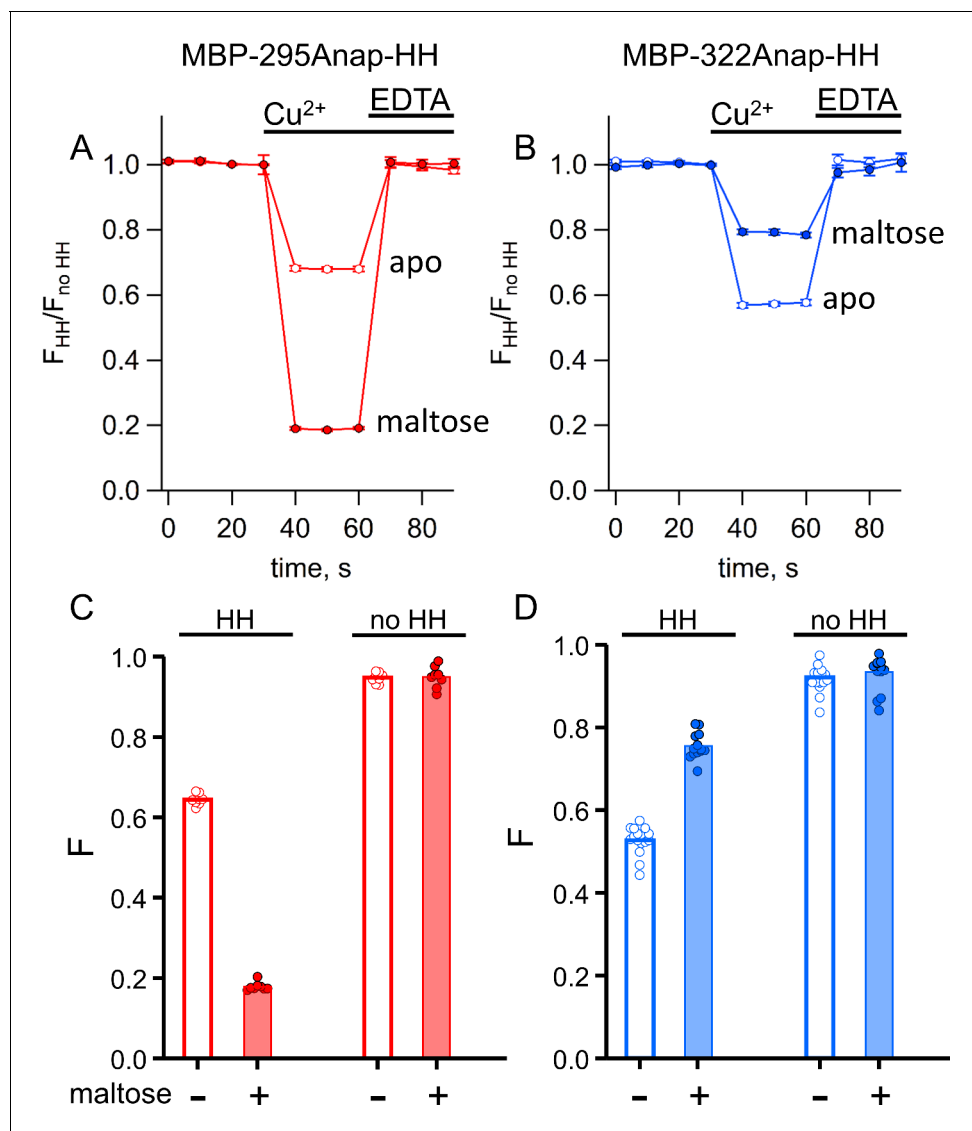 MBP-295Anap-HH
MBP-322Anap-HH
A
Cu²⁺
EDTA
F_HH/F_no HH
1.0
0.8
0.6
0.4
0.2
0.0
apo
maltose
0 20 40 60 80
time, s
B
Cu²⁺
EDTA
F_HH/F_no HH
1.0
0.8
0.6
0.4
0.2
0.0
maltose
apo
0 20 40 60 80
time, s
C
HH no HH
F
1.0
0.8
0.6
0.4
0.2
0.0
maltose - + - +
D
HH no HH
F
1.0
0.8
0.6
0.4
0.2
0.0
- + - +